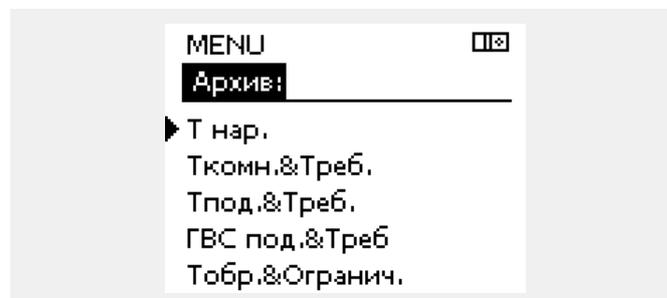 MENU
Архив:
Т нар.
Ткомн.&Треб.
Тпод.&Треб.
ГВС под.&Треб
Тобр.&Огранич.